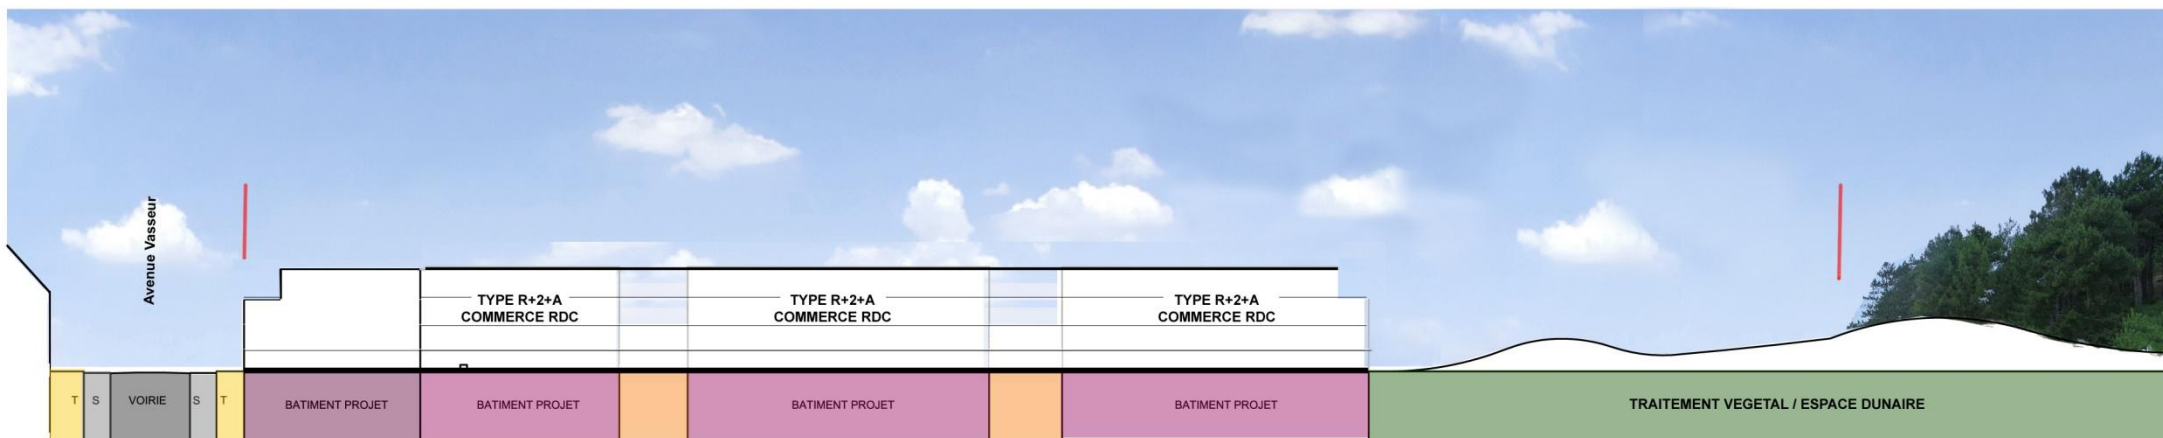 Avenue Vasseur
TYPE R+2+A
COMMERCE RDC
TYPE R+2+A
COMMERCE RDC
TYPE R+2+A
COMMERCE RDC
T
S
VOIRIE
S
T
BATIMENT PROJET
BATIMENT PROJET
BATIMENT PROJET
BATIMENT PROJET
TRAITEMENT VEGETAL / ESPACE DUNAIRE